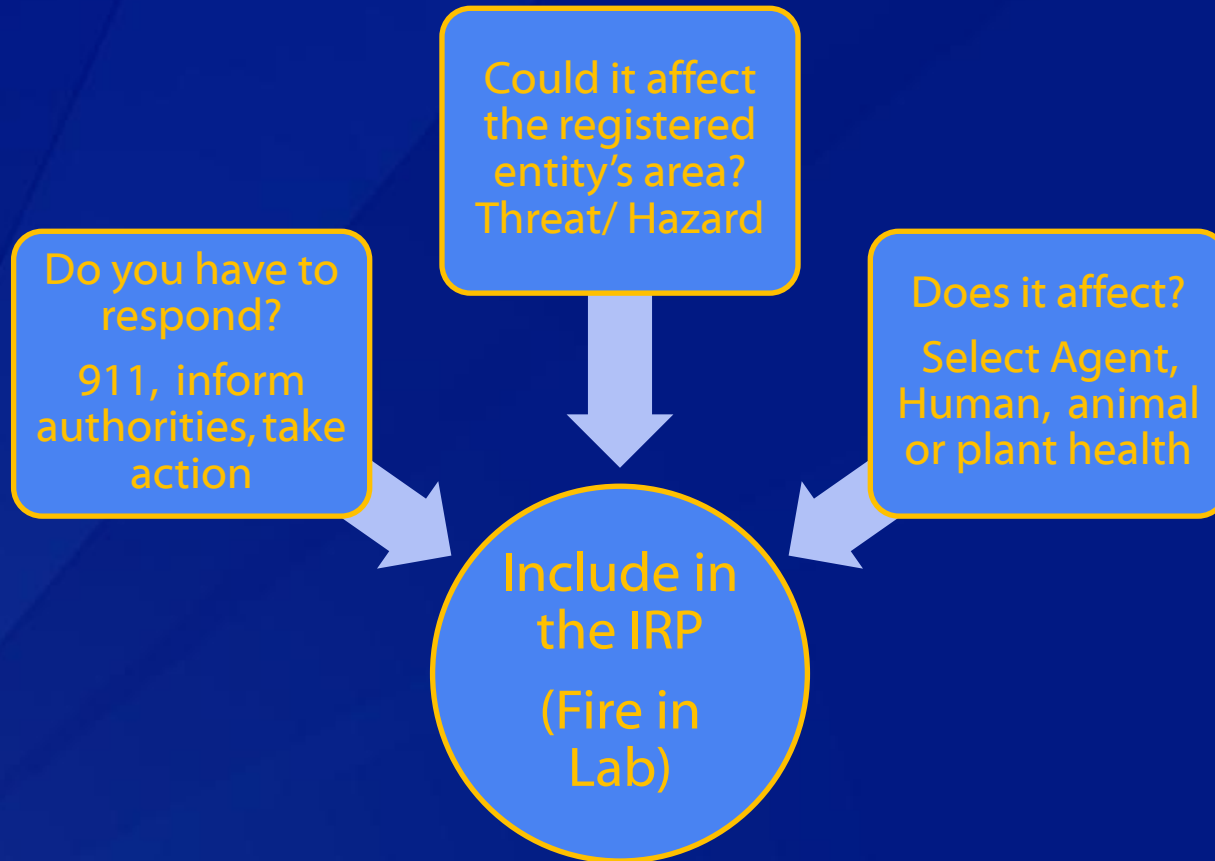 Could it affect
the registered
entity’s area?
Threat/ Hazard
Do you have to
respond?
911, inform
authorities, take
action
Does it affect?
Select Agent,
Human, animal
or plant health
Include in
the IRP
(Fire in
Lab)